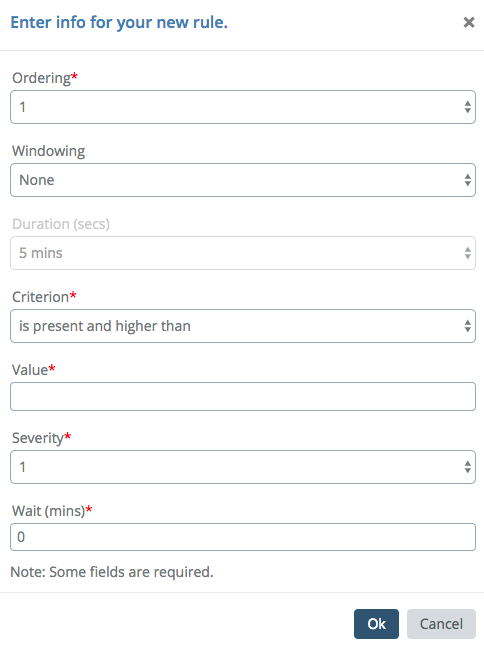 Enter info for your new rule.
Ordering*
1
Windowing
None
Duration (secs)
5 mins
Criterion*
is present and higher than
Value*
Severity*
1
Wait (mins)*
0
Note: Some fields are required.
Ok Cancel